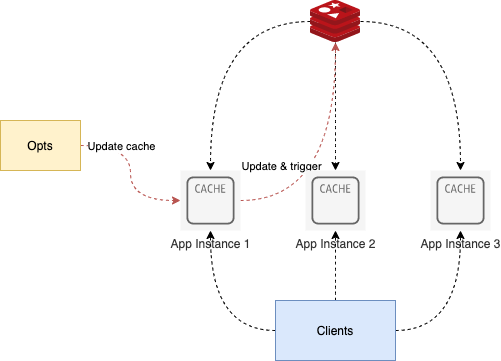 Opts
Update cache
Update & trigger
CACHE
CACHE
CACHE
App Instance 1
App Instance 2
App Instance 3
Clients